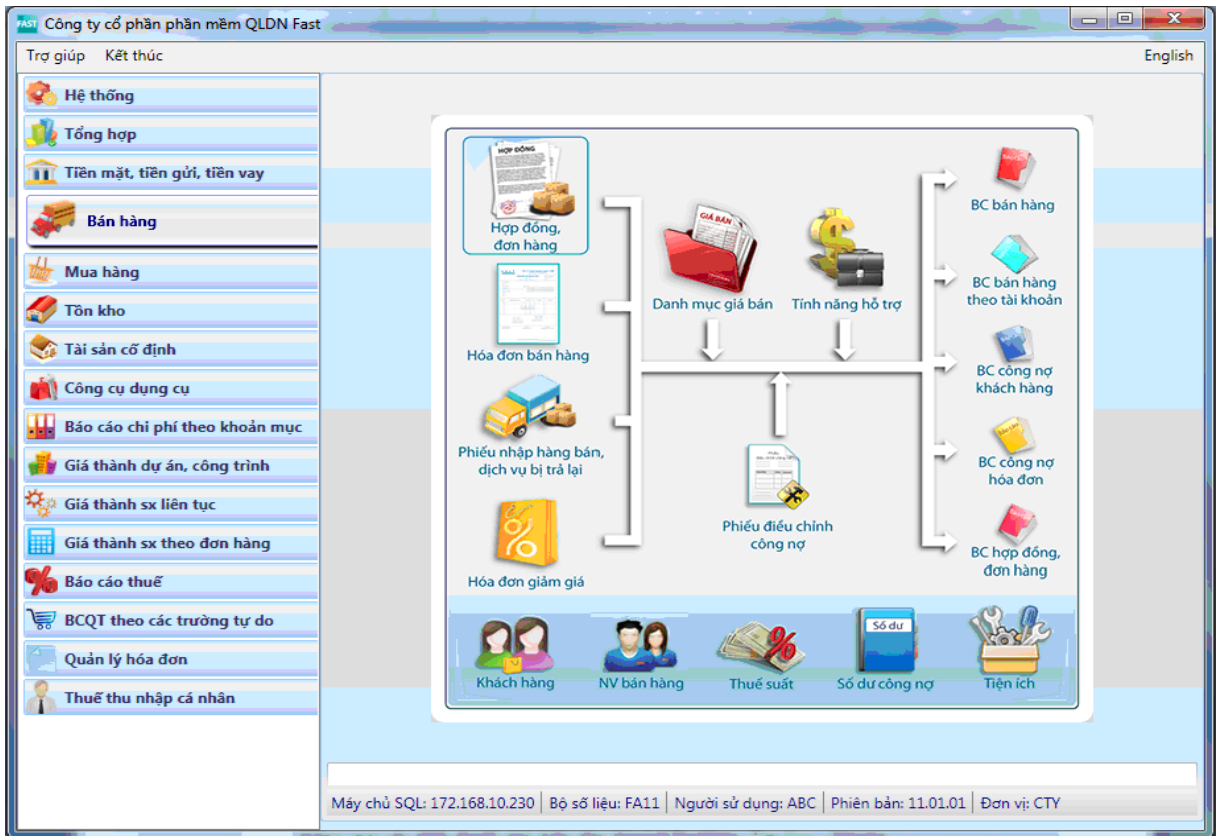 FAST Công ty cổ phần phần mềm QLDN Fast
Trợ giúp Kết thúc English
Hệ thống
Tổng hợp
Tiền mặt, tiền gửi, tiền vay
Bán hàng
Mua hàng
Tồn kho
Tài sản cố định
Công cụ dụng cụ
Báo cáo chi phí theo khoản mục
Giá thành dự án, công trình
Giá thành sx liên tục
Giá thành sx theo đơn hàng
Báo cáo thuế
BCQT theo các trường tự do
Quản lý hóa đơn
Thuế thu nhập cá nhân
HỢP ĐỒNG
Hợp đồng,
đơn hàng
Hóa đơn bán hàng
Phiếu nhập hàng bán,
dịch vụ bị trả lại
Hóa đơn giảm giá
GIÁ BÁN
Danh mục giá bán
Tính năng hỗ trợ
Phiếu điều chỉnh
công nợ
BC bán hàng
BC bán hàng
theo tài khoản
BC công nợ
khách hàng
BC công nợ
hóa đơn
BC hợp đồng,
đơn hàng
Khách hàng
NV bán hàng
Thuế suất
Số dư
Số dư công nợ
Tiện ích
Máy chủ SQL: 172.168.10.230 Bộ số liệu: FA11 Người sử dụng: ABC Phiên bản: 11.01.01 Đơn vị: CTY